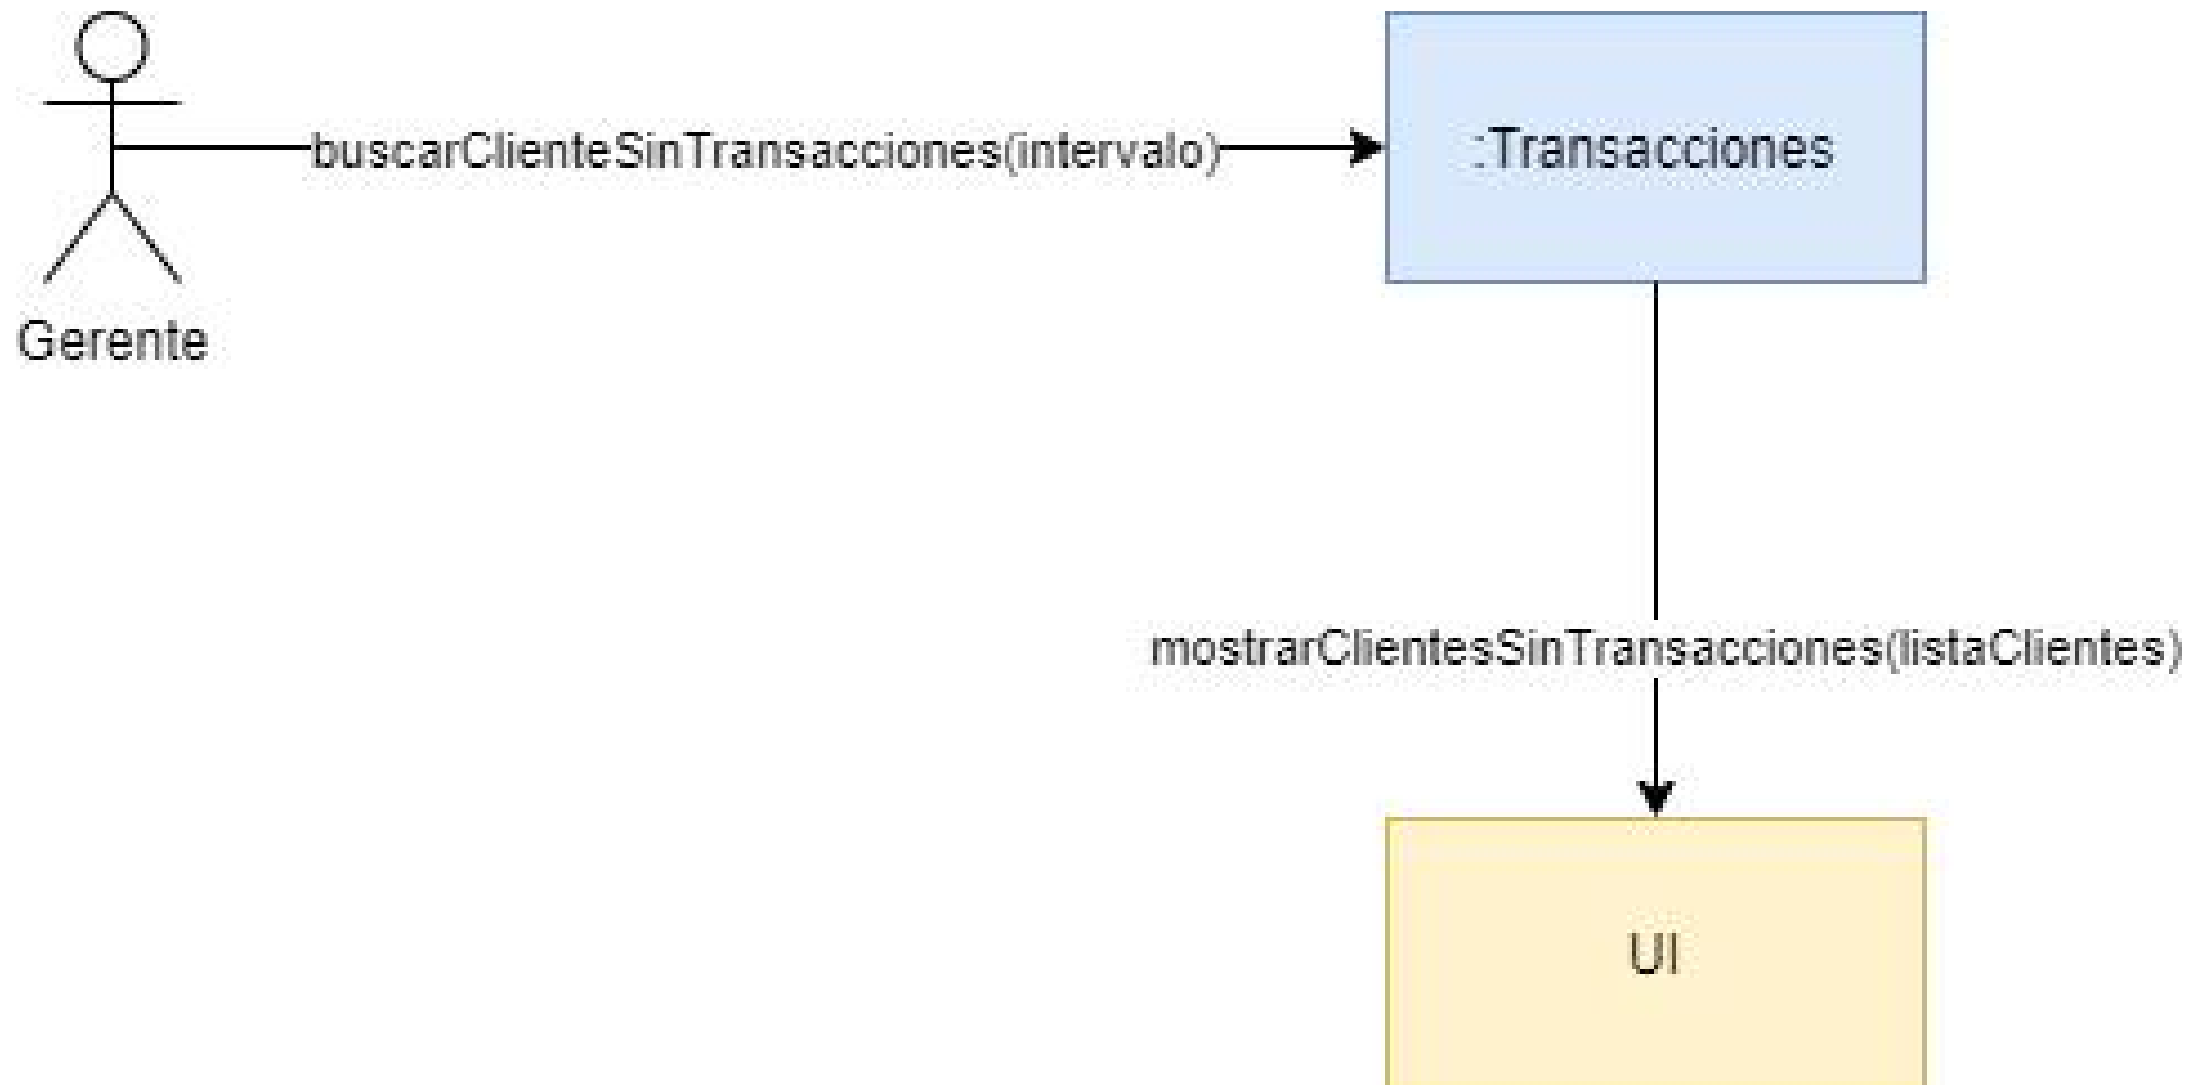 buscarClienteSinTransacciones(intervalo)
:Transacciones
Gerente
mostrarClientesSinTransacciones(listaClientes)
UI